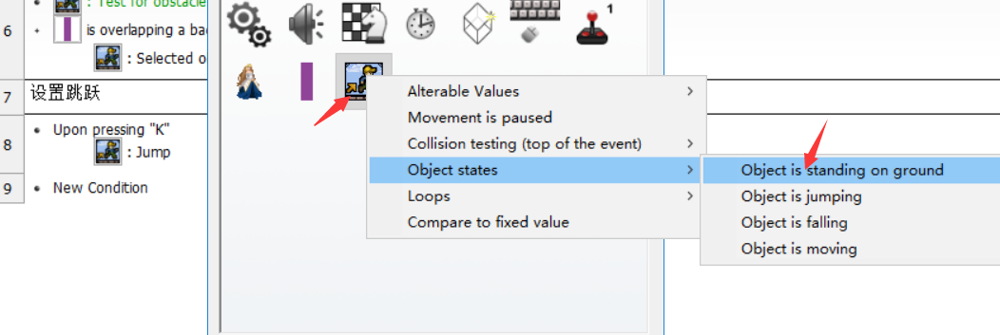 : Test for obstacle
6
is overlapping a bac
: Selected o
1
7
设置跳跃
8
Upon pressing "K"
: Jump
9
New Condition
Alterable Values
Movement is paused
Collision testing (top of the event)
Object states
Loops
Compare to fixed value
Object is standing on ground
Object is jumping
Object is falling
Object is moving